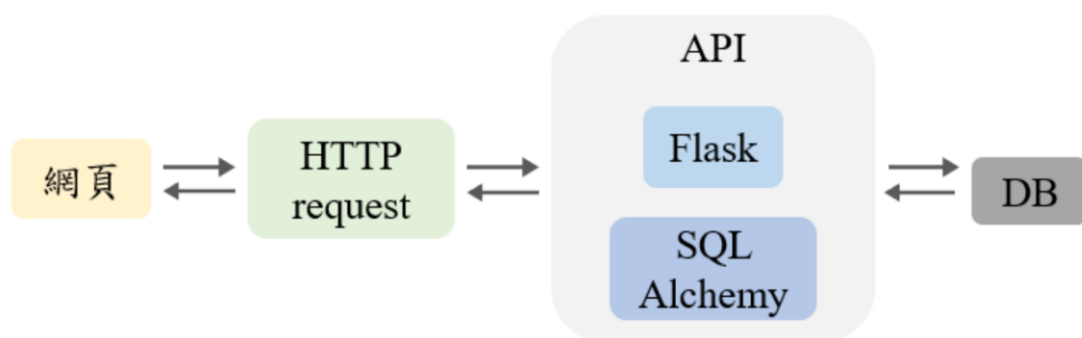 網頁
HTTP
request
API
Flask
SQL
Alchemy
DB